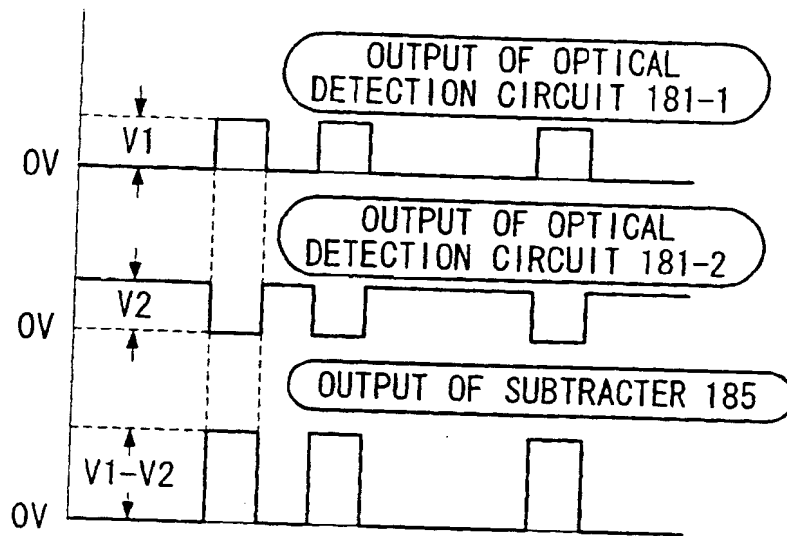 OUTPUT OF OPTICAL
DETECTION CIRCUIT 181-1
V1
0V
OUTPUT OF OPTICAL
DETECTION CIRCUIT 181-2
V2
0V
OUTPUT OF SUBTRACTER 185
V1-V2
0V